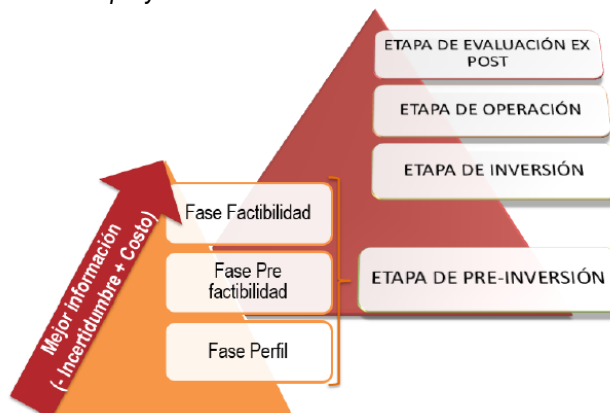 ETAPA DE EVALUACIÓN EX
POST
ETAPA DE OPERACIÓN
ETAPA DE INVERSIÓN
ETAPA DE PRE-INVERSIÓN
Fase Factibilidad
Fase Pre
factibilidad
Fase Perfil
Mejor información
(- Incertidumbre + Costo)